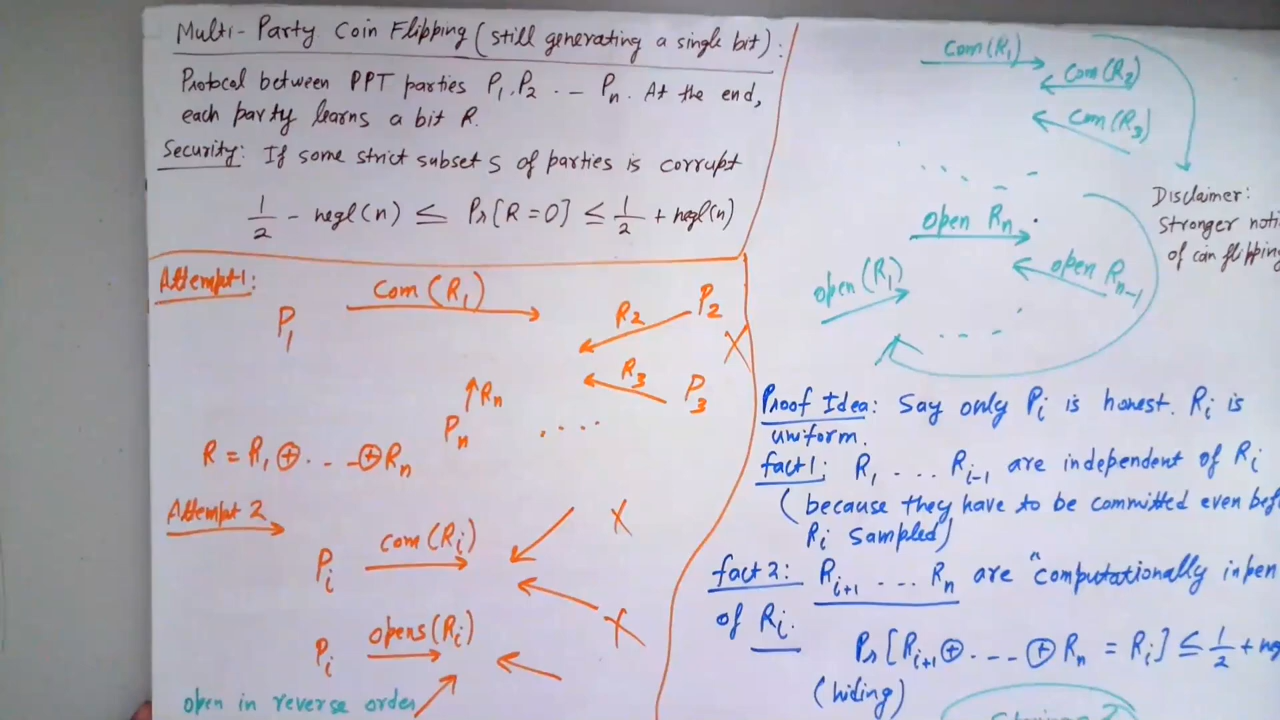 Multi-Party Coin Flipping (still generating a single bit):
Protocol between PPT parties P₁, P₂ . . – Pₙ. At the end,
each party learns a bit R.
Security: If some strict subset S of parties is corrupt
1/2 - negl(n) ≤ Pr[R = 0] ≤ 1/2 + negl(n)
Attempt 1:
P₁ com(R₁) R₂ P₂ X
R₃ P₃
Pₙ Rₙ . . . .
R = R₁ ⊕ . . – ⊕ Rₙ
Attempt 2
Pᵢ com(Rᵢ) X
X
Pᵢ opens(Rᵢ)
open in reverse order
com(R₁)
com(R₂)
com(R₃)
open Rₙ
open Rₙ₋₁
open(R₁)
Disclaimer:
Stronger
of coin flipping
Proof Idea: Say only Pᵢ is honest. Rᵢ is
uniform.
fact 1: R₁ . . . Rᵢ₋₁ are independent of Rᵢ
(because they have to be committed even
Rᵢ sampled)
fact 2: Rᵢ₊₁ . . . Rₙ are "computationally
of Rᵢ.
Pr[Rᵢ₊₁ ⊕ . . . ⊕ Rₙ = Rᵢ] ≤ 1/2 +
(hiding)